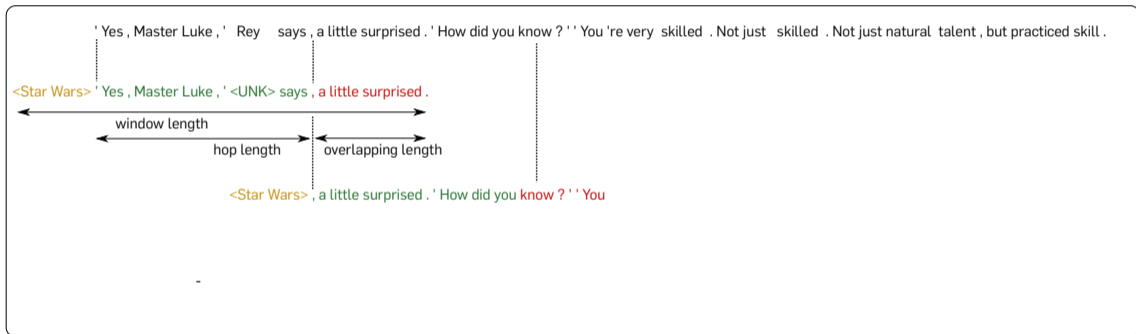 ' Yes , Master Luke , ' Rey says , a little surprised . ' How did you know ? ' ' You 're very skilled . Not just skilled . Not just natural talent , but practiced skill .
<Star Wars> ' Yes , Master Luke , ' <UNK> says , a little surprised .
window length
hop length overlapping length
<Star Wars> , a little surprised . ' How did you know ? ' ' You
-